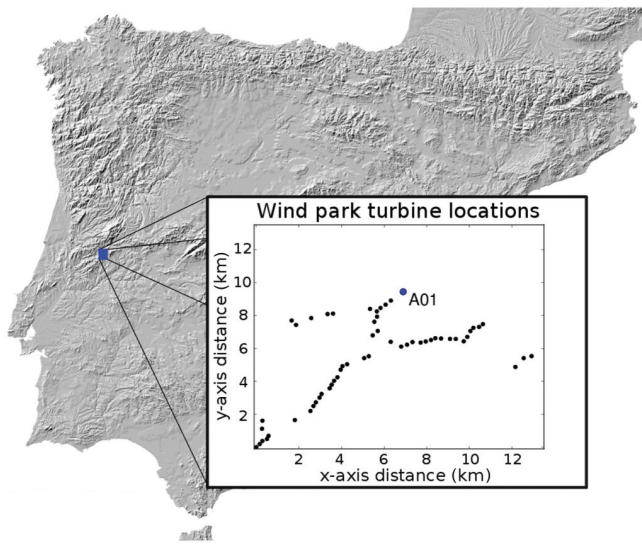 Wind park turbine locations
y-axis distance (km)
12
10
8
6
4
2
A01
2 4 6 8 10 12
x-axis distance (km)